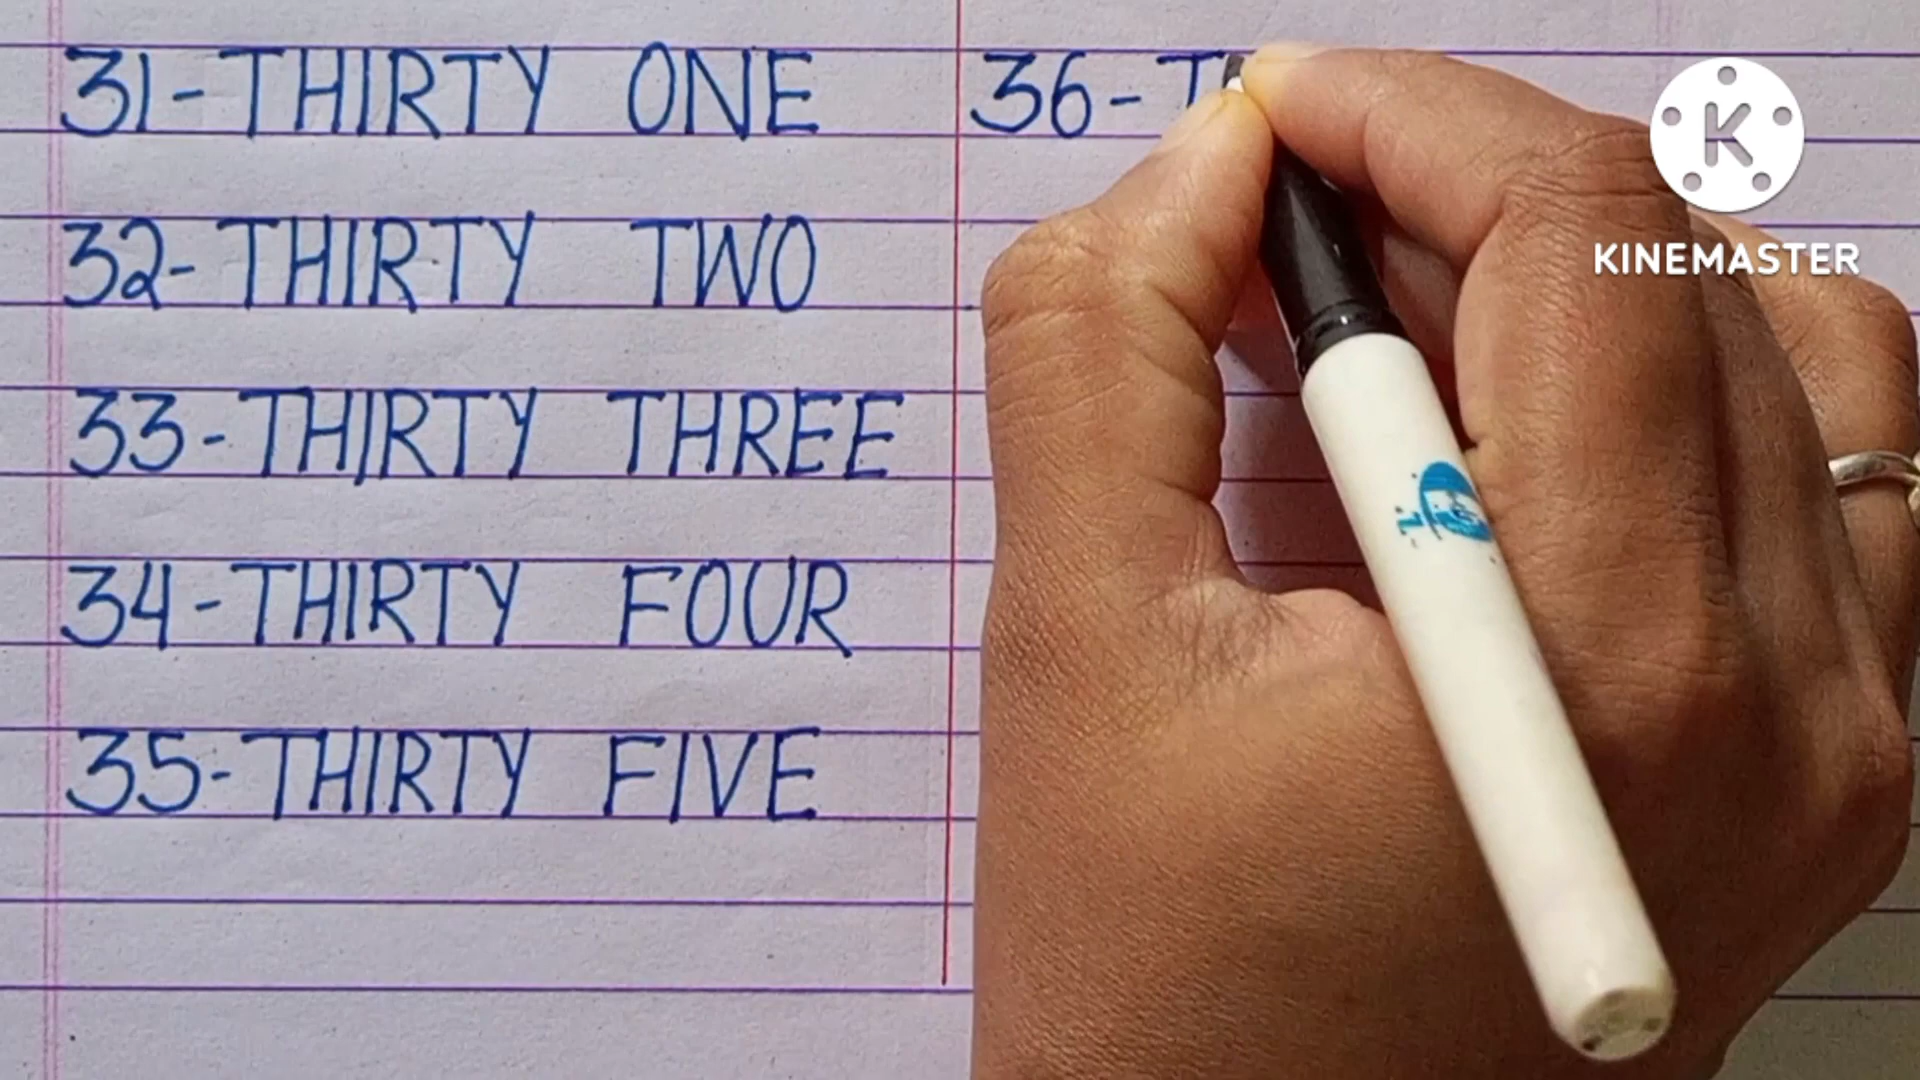 31-THIRTY ONE
32-THIRTY TWO
33-THIRTY THREE
34-THIRTY FOUR
35-THIRTY FIVE
36-T
K
KINEMASTER